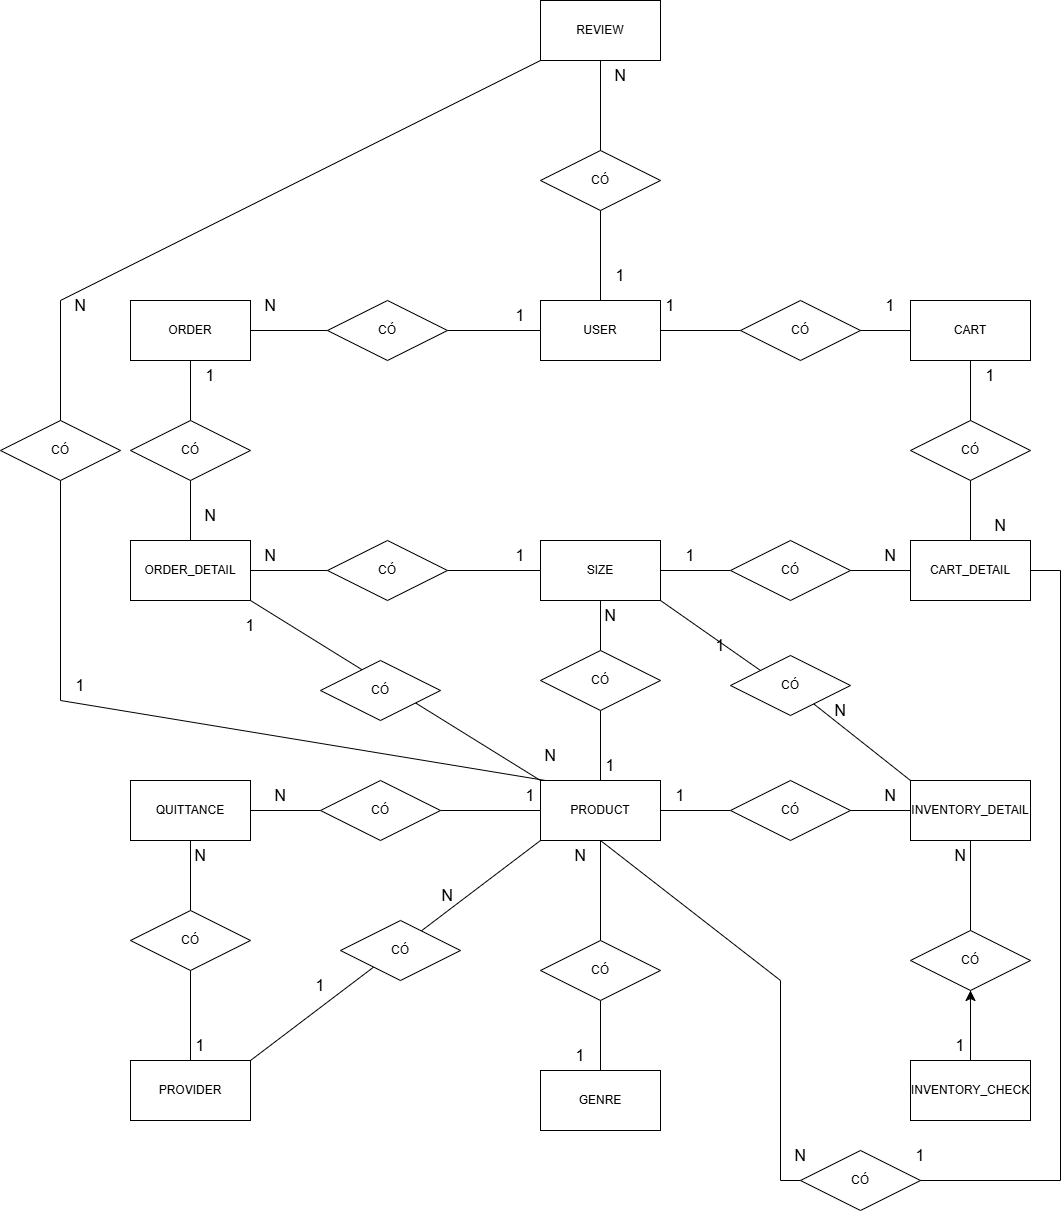 REVIEW
N
CÓ
1
N
ORDER
N
CÓ
1
USER
1
CÓ
1
CART
1
1
CÓ
CÓ
CÓ
N
N
ORDER_DETAIL
N
CÓ
1
SIZE
1
CÓ
N
CART_DETAIL
1
N
1
CÓ
CÓ
CÓ
1
N
N
1
QUITTANCE
N
CÓ
1
PRODUCT
1
CÓ
N
INVENTORY_DETAIL
N
N
N
N
CÓ
CÓ
CÓ
CÓ
1
1
1
1
PROVIDER
GENRE
INVENTORY_CHECK
N
CÓ
1